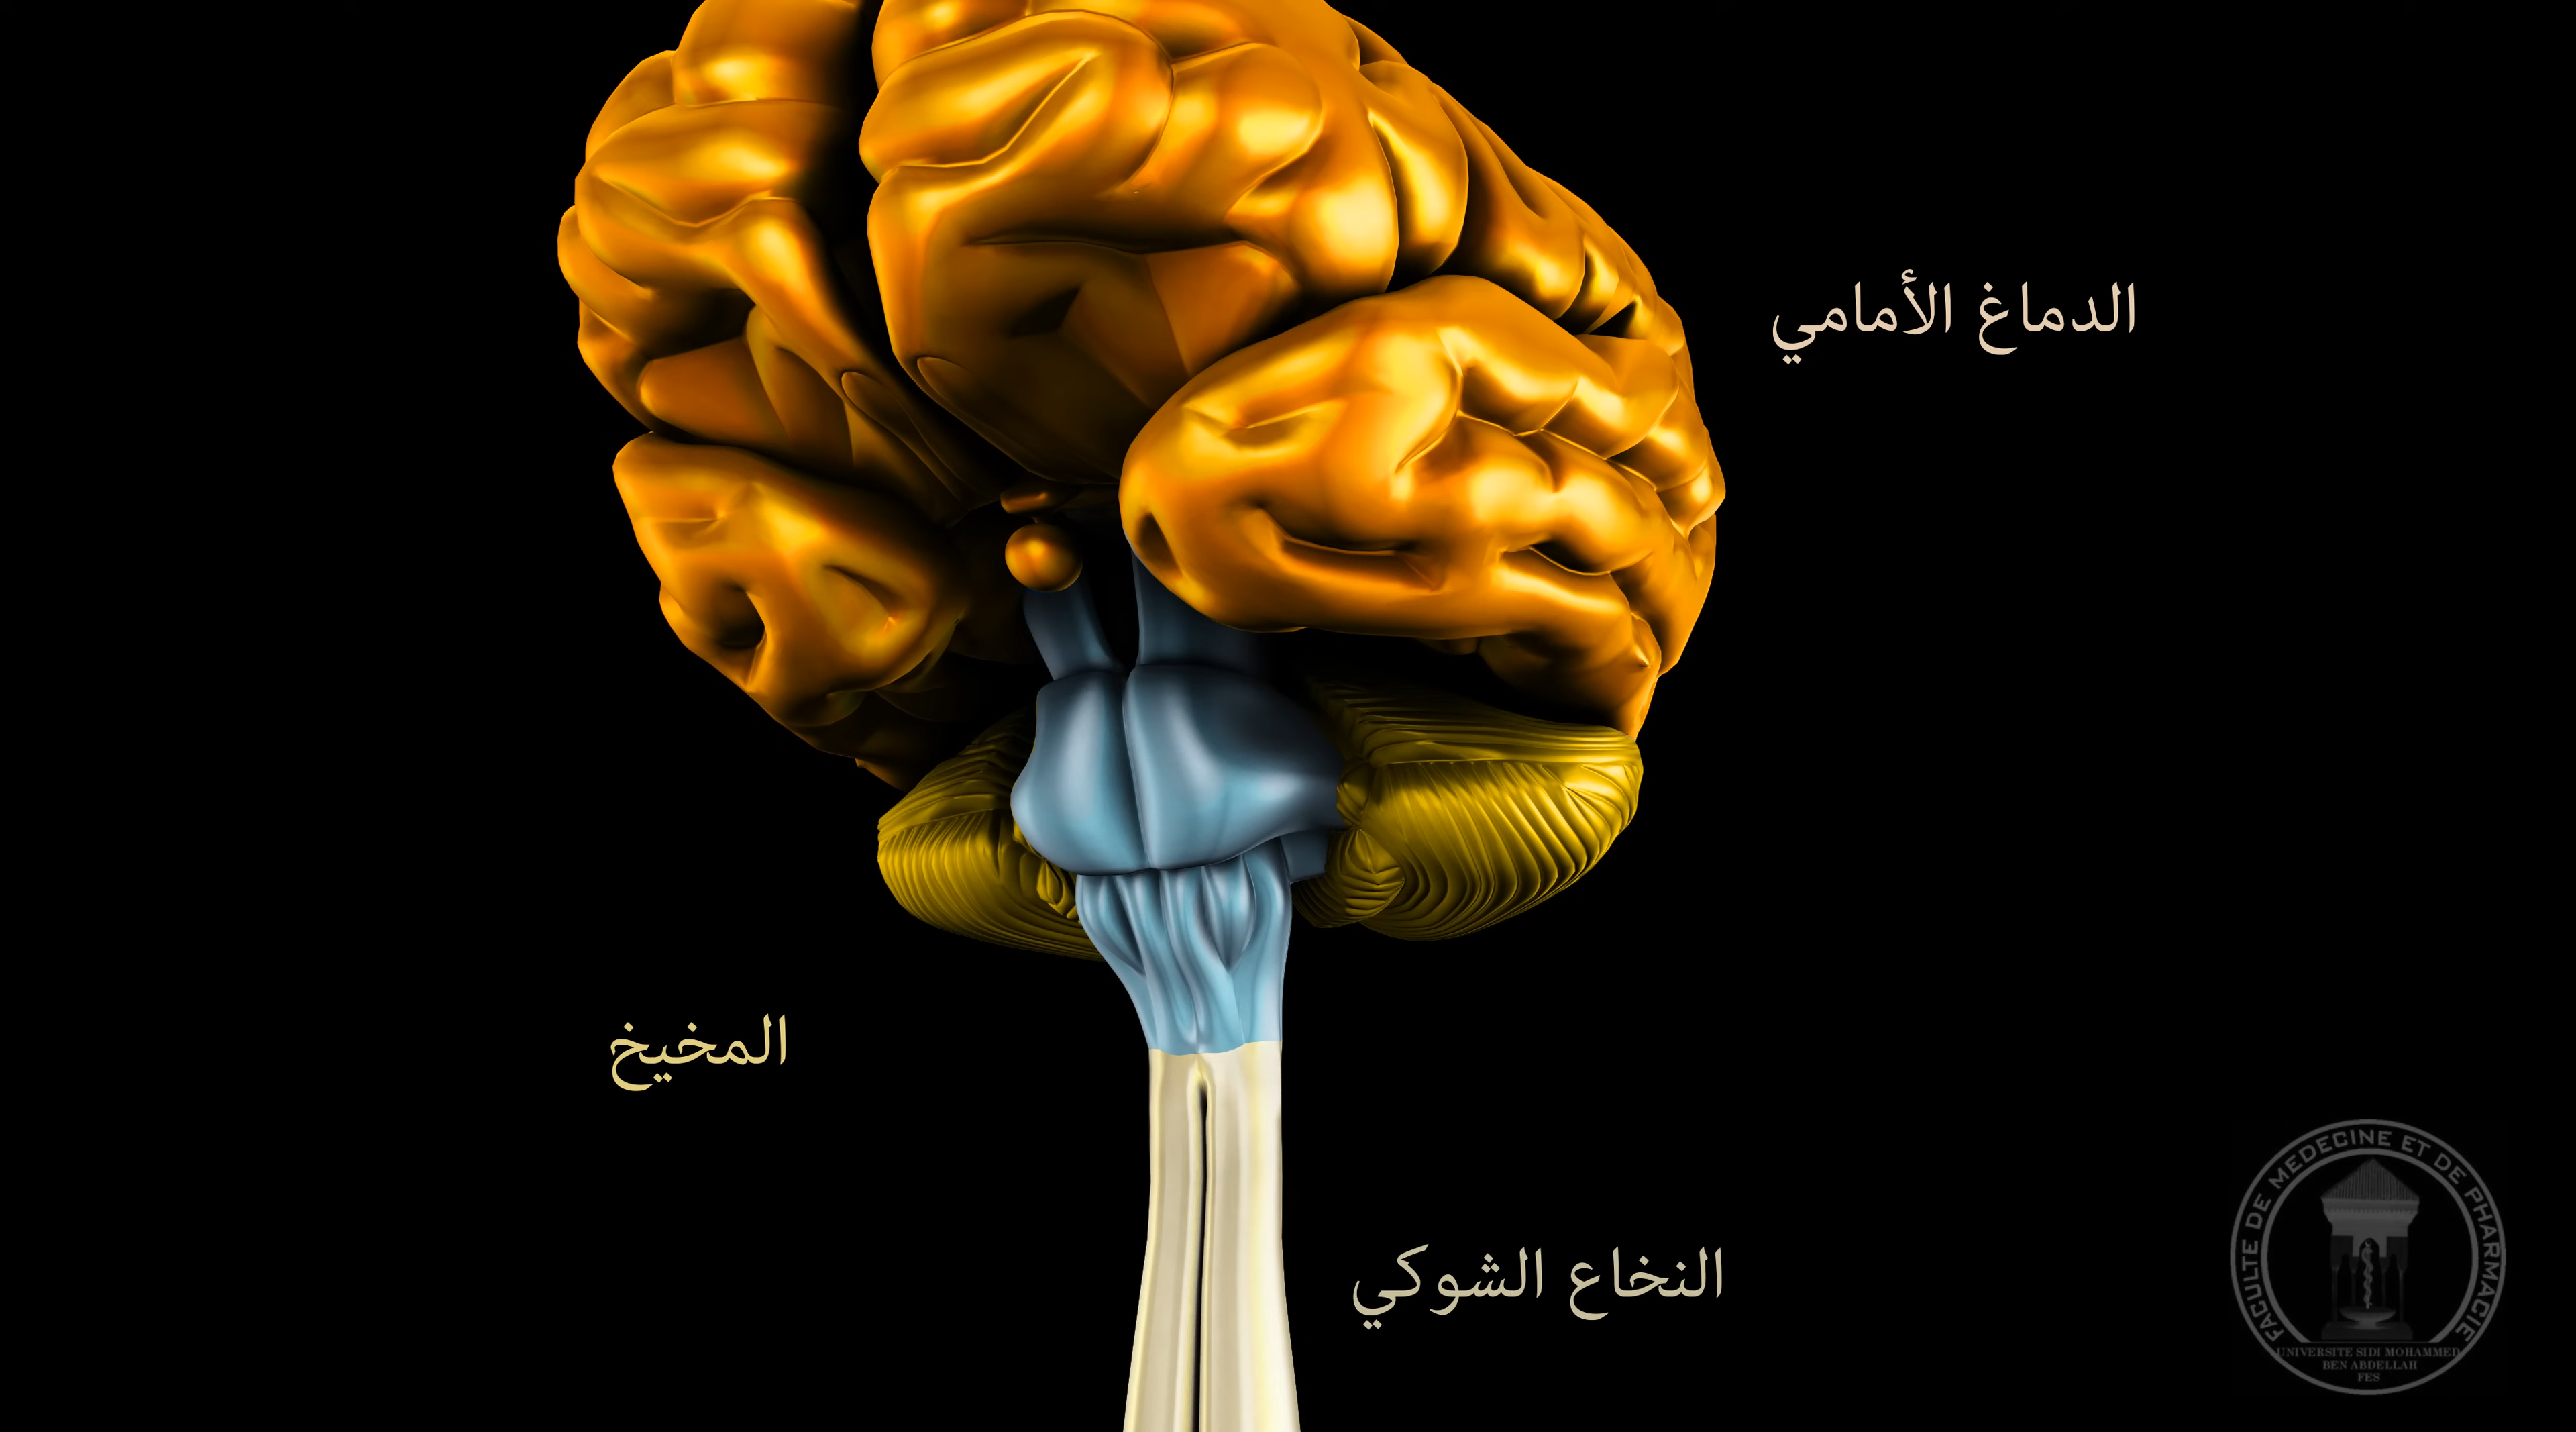 الدماغ الأمامي
المخيخ
النخاع الشوكي
FACULTE DE MEDECINE ET DE PHARMACIE
UNIVERSITE SIDI MOHAMMED
BEN ABDELLAH
FES